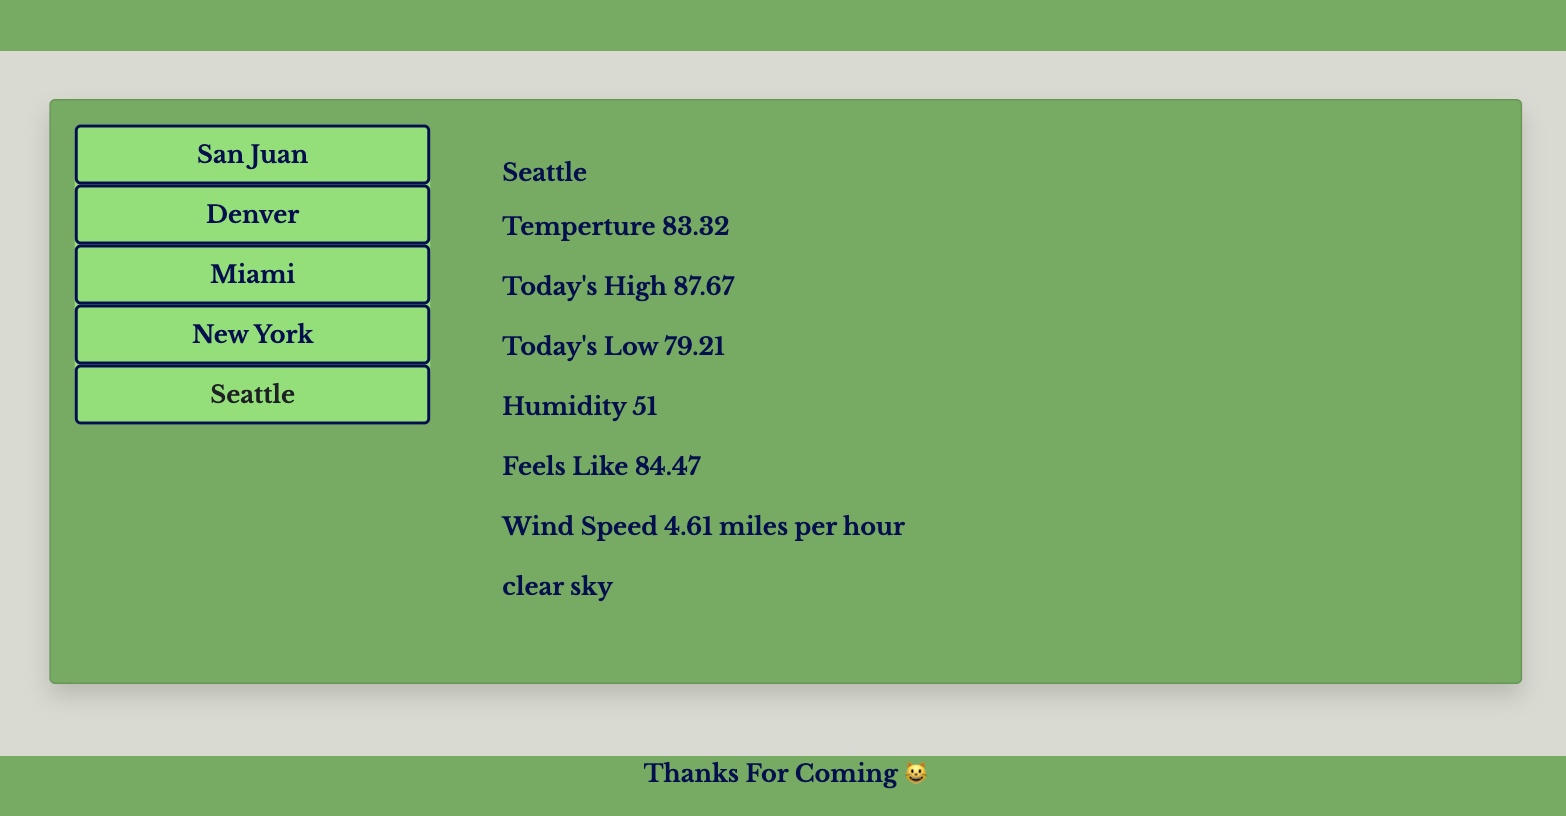 San Juan
Denver
Miami
New York
Seattle
Seattle
Temperture 83.32
Today's High 87.67
Today's Low 79.21
Humidity 51
Feels Like 84.47
Wind Speed 4.61 miles per hour
clear sky
Thanks For Coming 😺